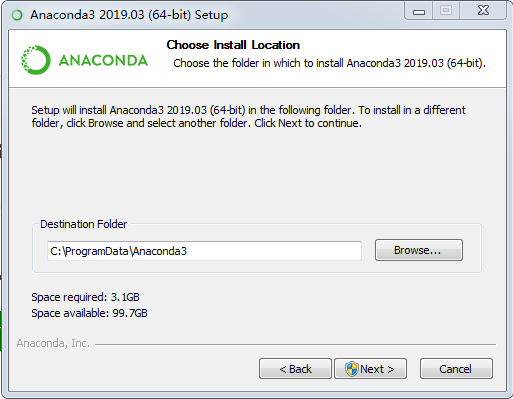 Anaconda3 2019.03 (64-bit) Setup
ANACONDA
Choose Install Location
Choose the folder in which to install Anaconda3 2019.03 (64-bit).
Setup will install Anaconda3 2019.03 (64-bit) in the following folder. To install in a different
folder, click Browse and select another folder. Click Next to continue.
Destination Folder
C:\ProgramData\Anaconda3
Browse...
Space required: 3.1GB
Space available: 99.7GB
Anaconda, Inc.
< Back
Next >
Cancel